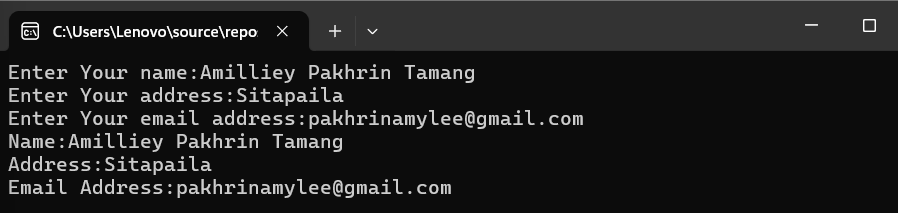 C:\Users\Lenovo\source\repo
Enter Your name:Amilliey Pakhrin Tamang
Enter Your address:Sitapaila
Enter Your email address:pakhrinamylee@gmail.com
Name:Amilliey Pakhrin Tamang
Address:Sitapaila
Email Address:pakhrinamylee@gmail.com